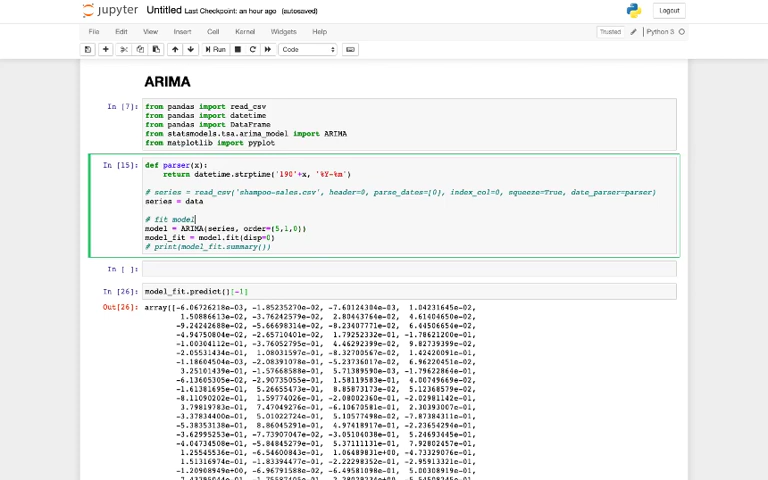 jupyter Untitled Last Checkpoint: an hour ago (autosaved) Logout
File Edit View Insert Cell Kernel Widgets Help Trusted Python 3
Run Code
ARIMA
In [7]: from pandas import read_csv
from pandas import datetime
from pandas import DataFrame
from statsmodels.tsa.arima_model import ARIMA
from matplotlib import pyplot
In [15]: def parser(x):
return datetime.strptime('190'+x, '%Y-%m')
# series = read_csv('shampoo-sales.csv', header=0, parse_dates=[0], index_col=0, squeeze=True, date_parser=parser)
series = data
# fit model
model = ARIMA(series, order=(5,1,0))
model_fit = model.fit(disp=0)
# print(model_fit.summary())
In [ ]:
In [26]: model_fit.predict()[-1]
Out[26]: array([-6.06726218e-03, -1.85235270e-02, -7.60124304e-03, 1.04231645e-02,
1.50886613e-02, -3.76242579e-02, 2.80443764e-02, 4.61404650e-02,
-9.24242688e-02, -5.66698314e-02, -8.23407771e-02, 6.44506654e-02,
-4.94750804e-02, -2.65710401e-02, 1.79252332e-01, -1.78621200e-01,
-1.00304112e-01, -3.76052795e-01, 4.46292399e-02, 9.82739399e-02,
-2.05531434e-01, 1.08031597e-01, -8.32700567e-02, 1.42420091e-01,
-1.18604504e-03, -2.08391078e-01, -5.23736017e-02, 6.96220451e-02,
3.25101439e-01, -1.57668588e-01, 5.71389590e-03, -1.79622864e-01,
-6.13605305e-02, -2.90735055e-01, 1.58119583e-01, 4.00749669e-02,
-1.61381695e-01, 5.26655473e-01, 8.85873173e-02, 5.12368579e-02,
-8.11090202e-01, 1.59774026e-01, -2.08002360e-01, -2.02981142e-01,
3.79819783e-01, 7.47049276e-01, -6.10670581e-01, 2.30393007e-01,
-3.37834400e-01, 5.01022724e-01, 5.10577498e-02, -7.87384311e-01,
-5.38353138e-01, 8.86045291e-01, 4.97418917e-01, -2.23654294e-01,
-3.62995253e-01, -7.73907047e-01, -3.05104038e-01, 5.24693445e-01,
-4.04734508e-01, -5.84845279e-01, 5.37111131e-01, 7.92802457e-01,
1.25545536e-01, -6.54600843e-01, 1.06489831e+00, -4.73329076e-01,
1.51316974e-01, -1.83394477e-01, -2.22298352e-01, -2.95913321e-01,
-1.20908949e+00, -6.96791588e-02, -6.49581098e-01, 5.00308919e-01,